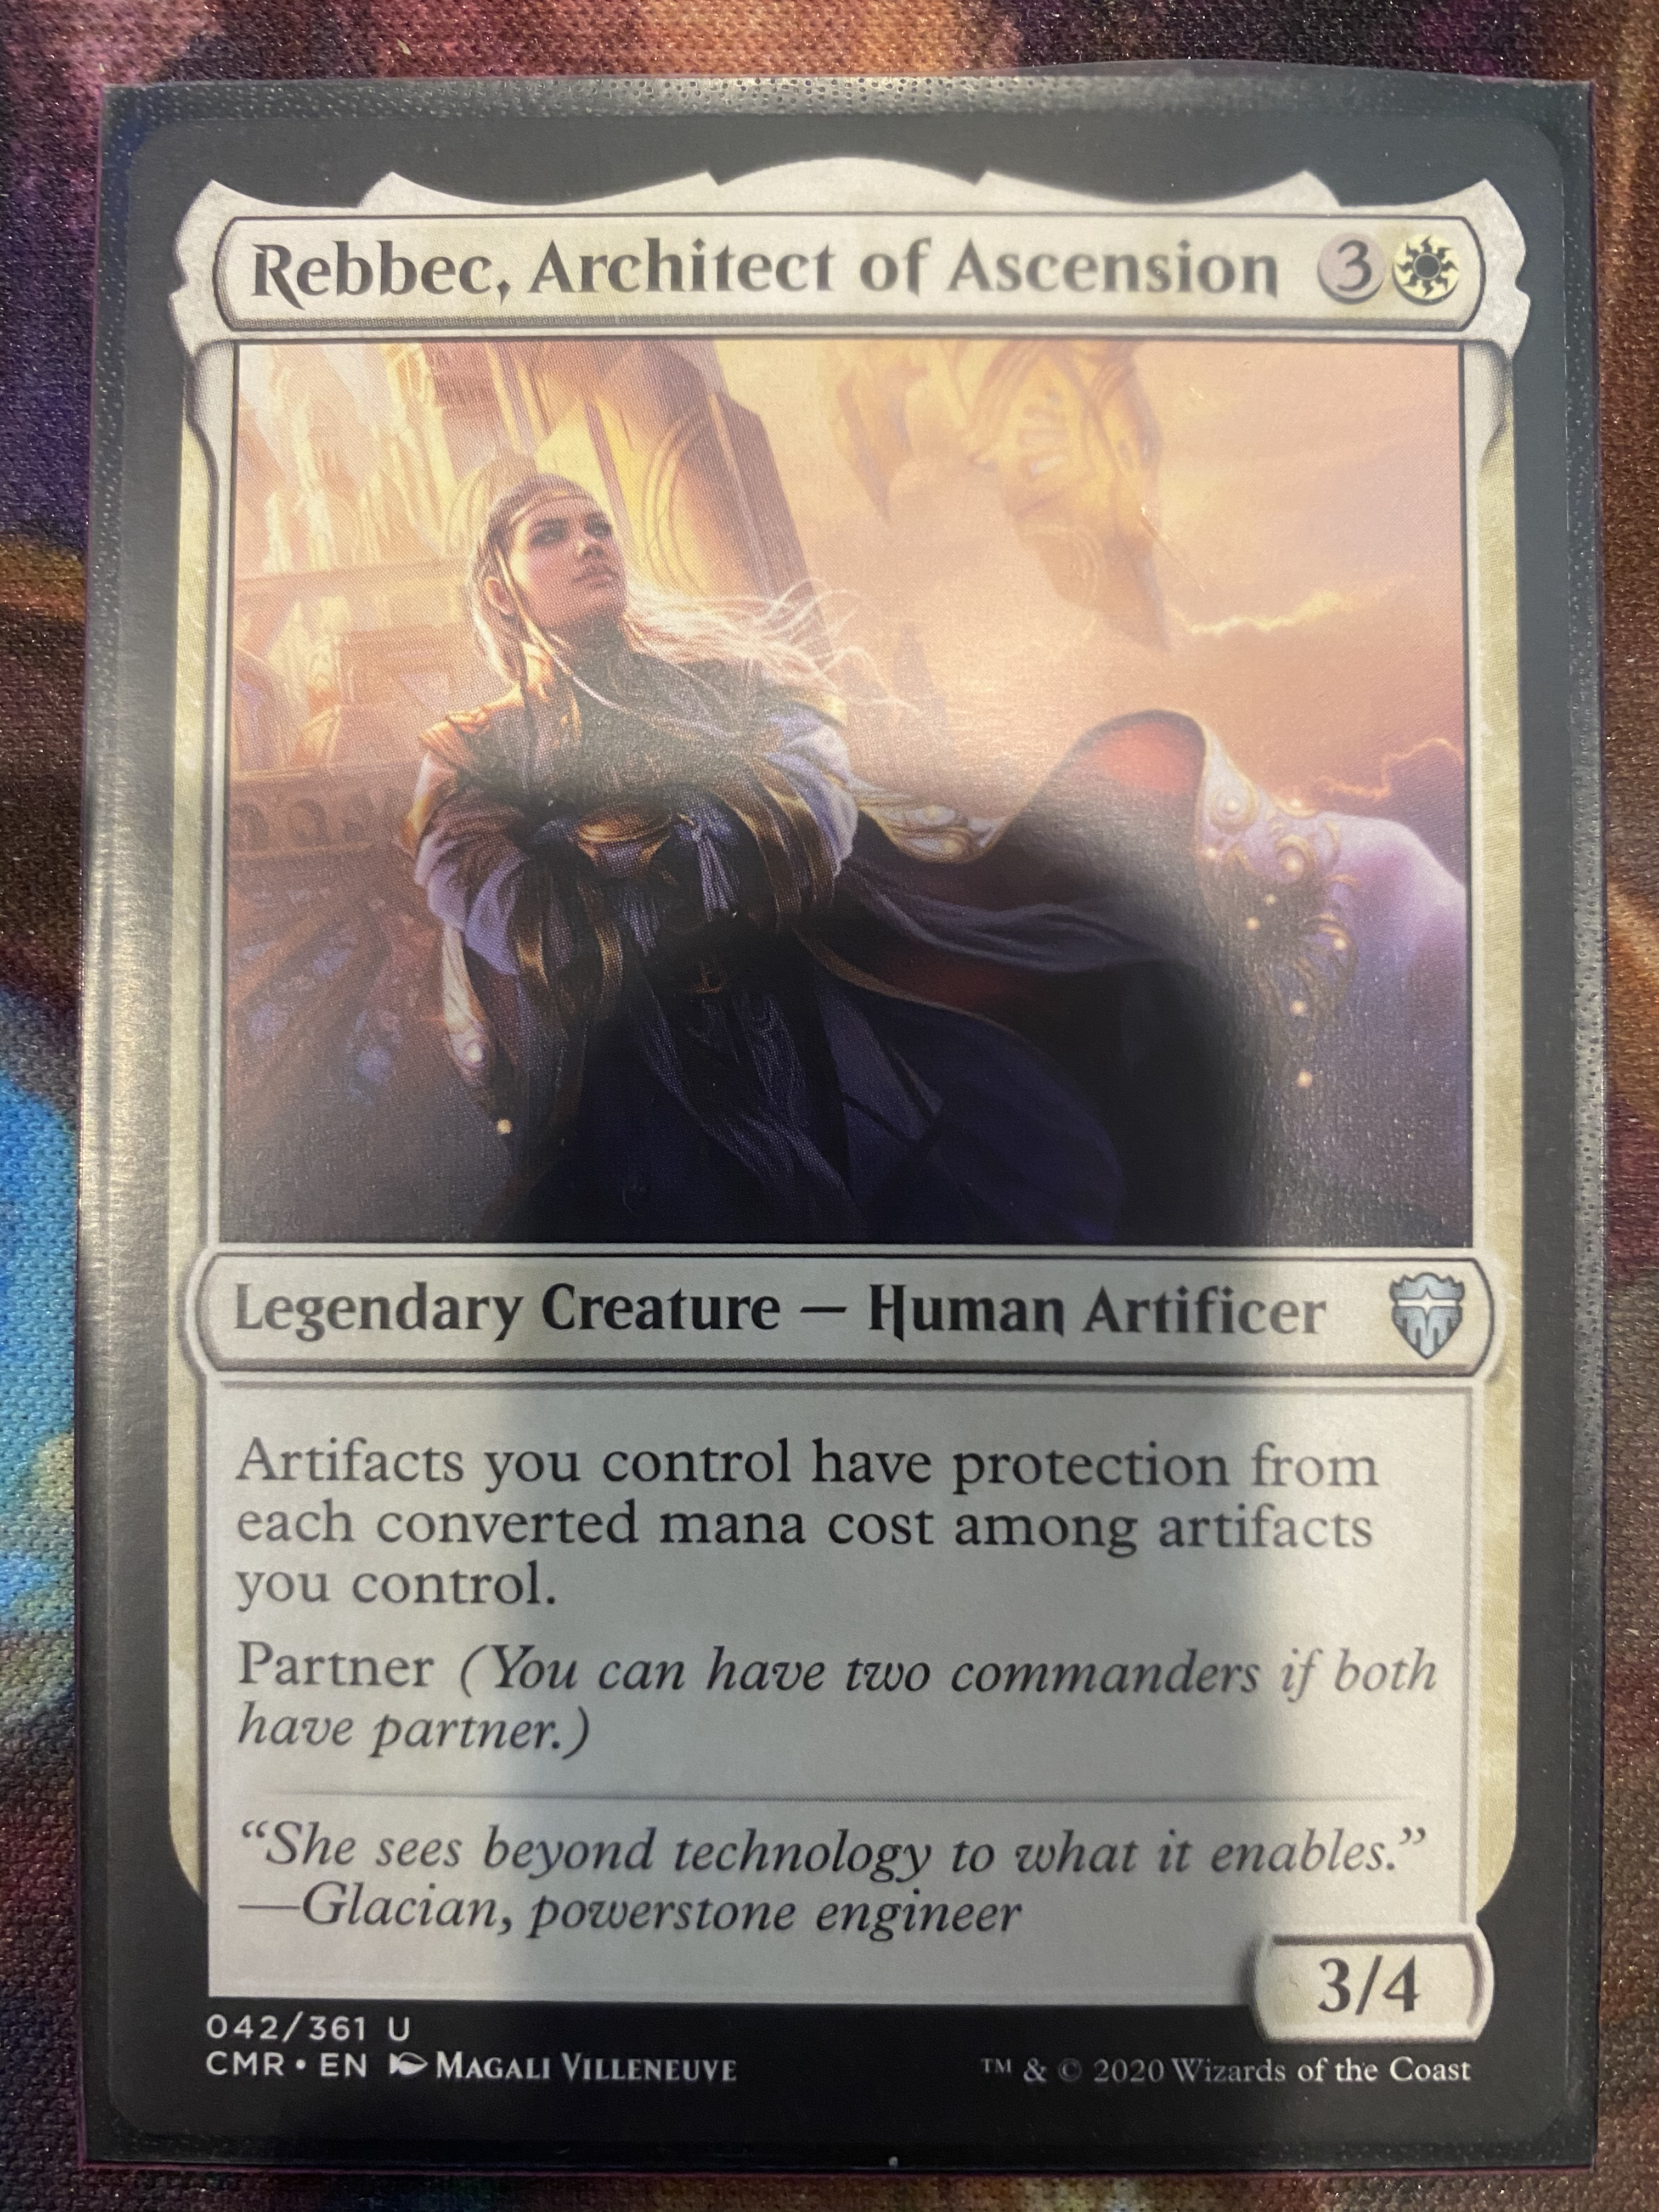 Rebbec, Architect of Ascension 3
Legendary Creature — Human Artificer
Artifacts you control have protection from
each converted mana cost among artifacts
you control.
Partner (You can have two commanders if both
have partner.)
“She sees beyond technology to what it enables.”
—Glacian, powerstone engineer
3/4
042/361 U
CMR • EN Magali Villeneuve
™ & © 2020 Wizards of the Coast